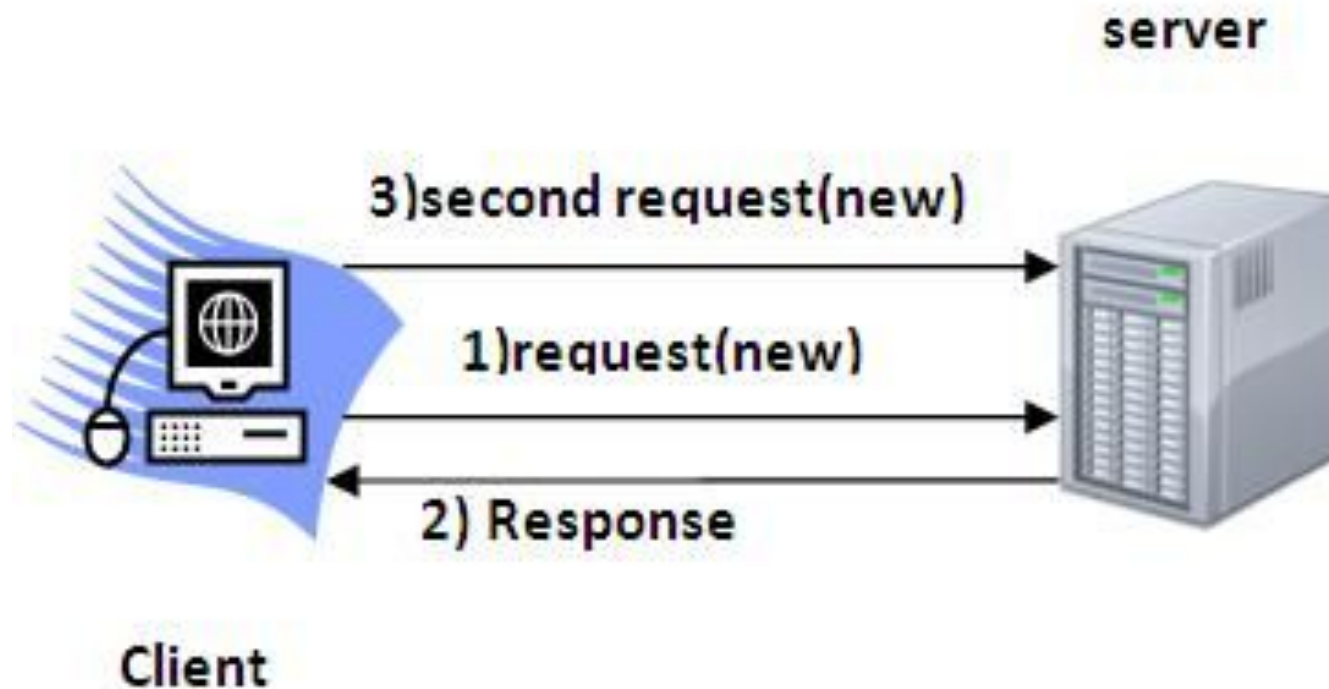 server
3)second request(new)
1)request(new)
2) Response
Client